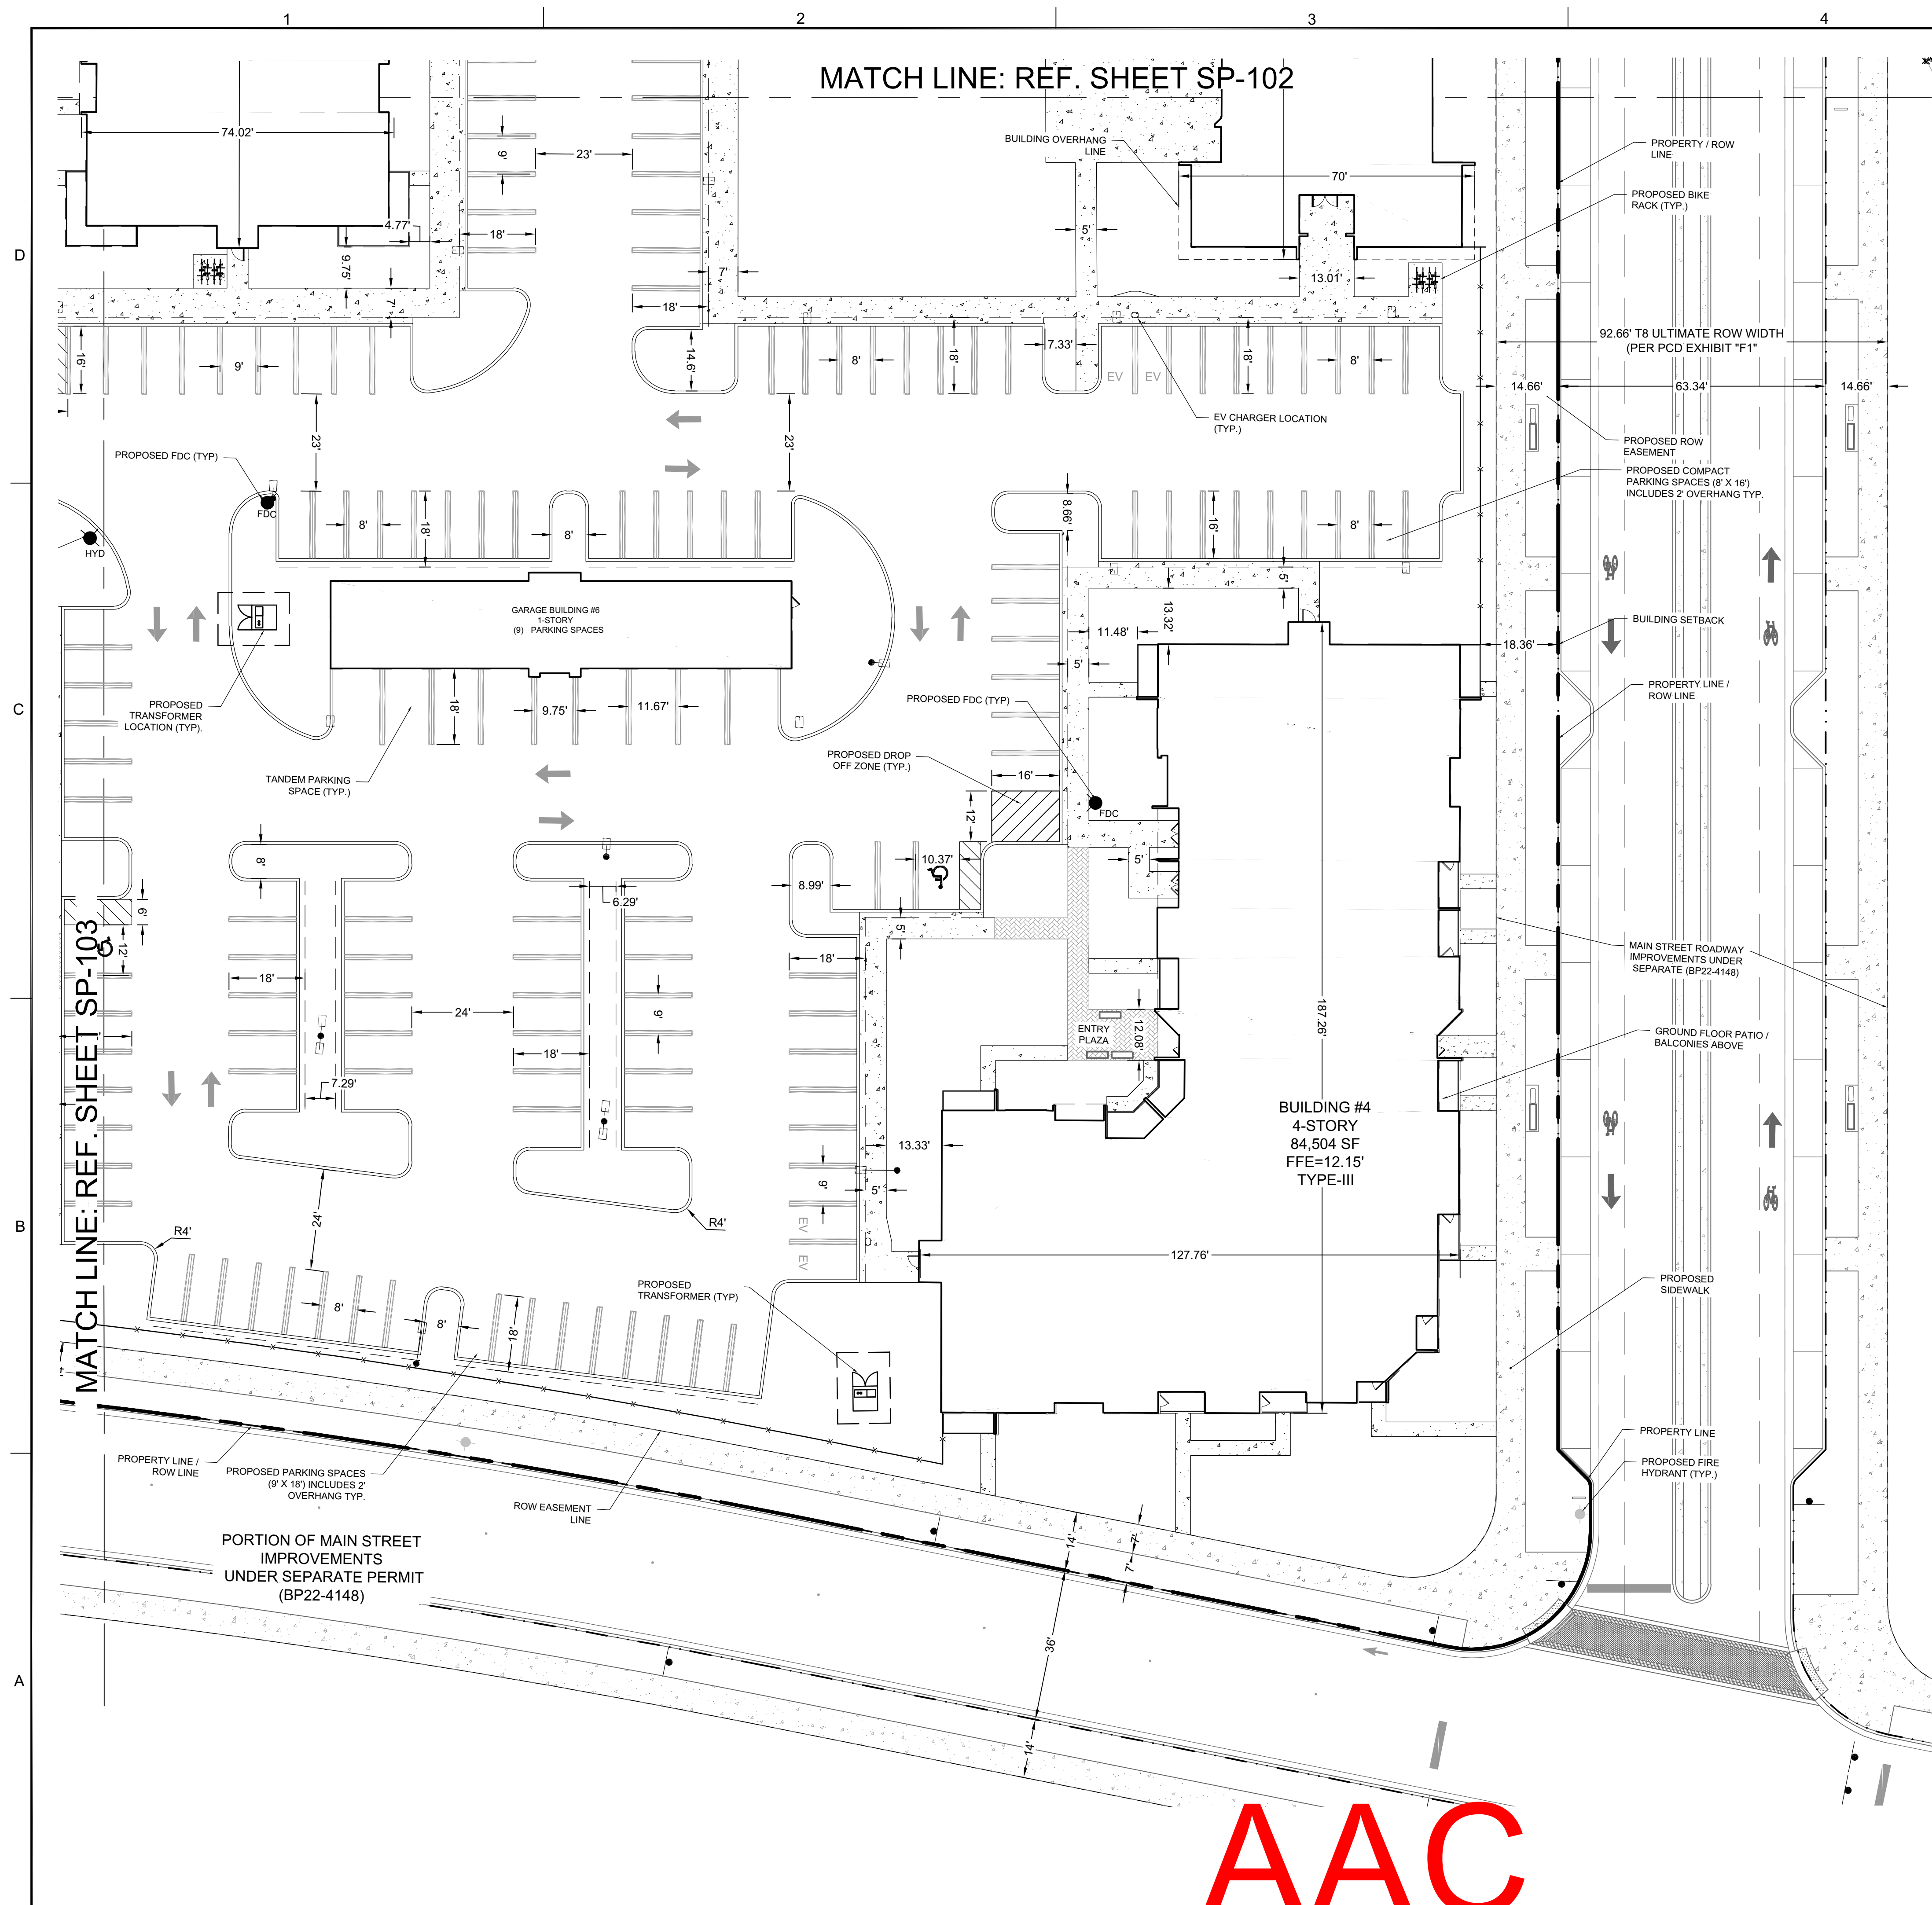 1
2
3
4
MATCH LINE: REF. SHEET SP-102
74.02'
9'
23'
BUILDING OVERHANG
LINE
70'
PROPERTY / ROW
LINE
PROPOSED BIKE
RACK (TYP.)
D
4.77'
18'
5'
9.75'
7'
7'
18'
13.01'
16'
9'
14.6'
8'
18'
7.33'
EV
EV
18'
8'
92.66' T8 ULTIMATE ROW WIDTH
(PER PCD EXHIBIT "F1"
14.66'
63.34'
14.66'
23'
23'
EV CHARGER LOCATION
(TYP.)
PROPOSED ROW
EASEMENT
PROPOSED FDC (TYP)
FDC
PROPOSED COMPACT
PARKING SPACES (8' X 16')
INCLUDES 2' OVERHANG TYP.
HYD
8'
18'
8'
8.66'
16'
8'
5'
GARAGE BUILDING #6
1-STORY
(9) PARKING SPACES
13.32'
11.48'
5'
BUILDING SETBACK
18.36'
C
PROPOSED
TRANSFORMER
LOCATION (TYP).
18'
9.75'
11.67'
PROPOSED FDC (TYP)
PROPERTY LINE /
ROW LINE
TANDEM PARKING
SPACE (TYP.)
PROPOSED DROP
OFF ZONE (TYP.)
16'
12'
FDC
8'
10.37'
5'
8.99'
6.29'
6'
12'
5'
MATCH LINE: REF. SHEET SP-103
18'
18'
MAIN STREET ROADWAY
IMPROVEMENTS UNDER
SEPARATE (BP22-4148)
24'
9'
187.26'
ENTRY
PLAZA
12.08'
18'
GROUND FLOOR PATIO /
BALCONIES ABOVE
7.29'
BUILDING #4
4-STORY
84,504 SF
FFE=12.15'
TYPE-III
13.33'
9'
5'
B
24'
R4'
R4'
EV
EV
127.76'
8'
8'
18'
PROPOSED
TRANSFORMER (TYP)
PROPOSED
SIDEWALK
PROPERTY LINE /
ROW LINE
PROPOSED PARKING SPACES
(9' X 18') INCLUDES 2'
OVERHANG TYP.
ROW EASEMENT
LINE
PROPERTY LINE
PROPOSED FIRE
HYDRANT (TYP.)
14'
7'
7'
PORTION OF MAIN STREET
IMPROVEMENTS
UNDER SEPARATE PERMIT
(BP22-4148)
36'
A
14'
AAC